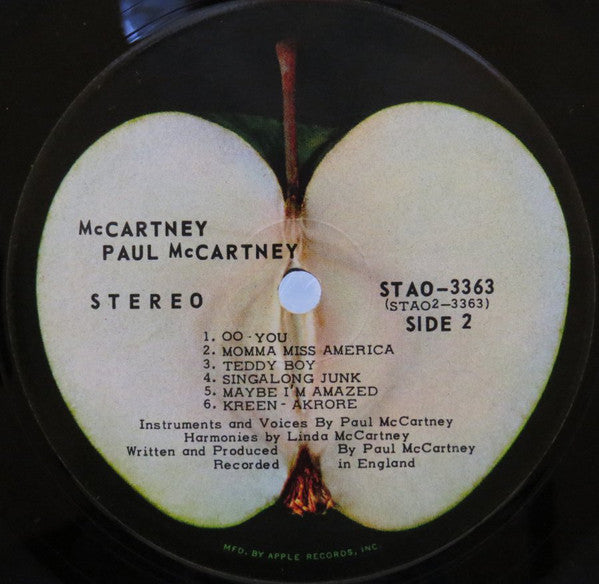 McCARTNEY
PAUL McCARTNEY
STEREO
STAO-3363
(STAO2-3363)
SIDE 2
1. OO - YOU
2. MOMMA MISS AMERICA
3. TEDDY BOY
4. SINGALONG JUNK
5. MAYBE I'M AMAZED
6. KREEN - AKRORE
Instruments and Voices By Paul McCartney
Harmonies by Linda McCartney
Written and Produced By Paul McCartney
Recorded in England
MFD. BY APPLE RECORDS, INC.